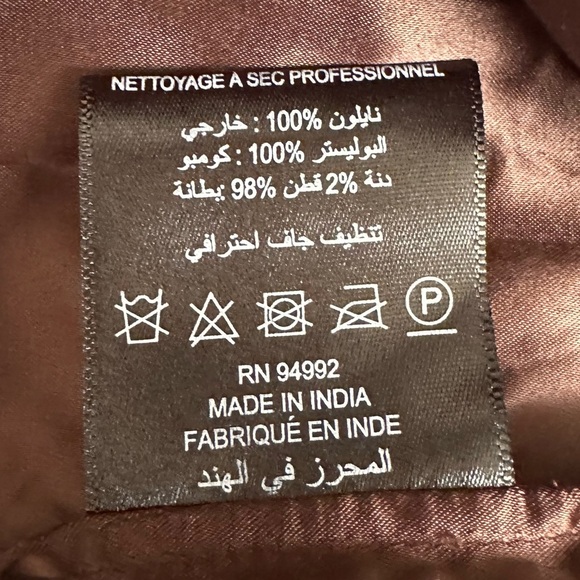 NETTOYAGE A SEC PROFESSIONNEL
خارجي : 100% نايلون
كومبو : 100% البوليستر
بطانة: 98% قطن 2% دنة
تتظيف جاف احترافي
P
RN 94992
MADE IN INDIA
FABRIQUÉ EN INDE
المحرز في الهند